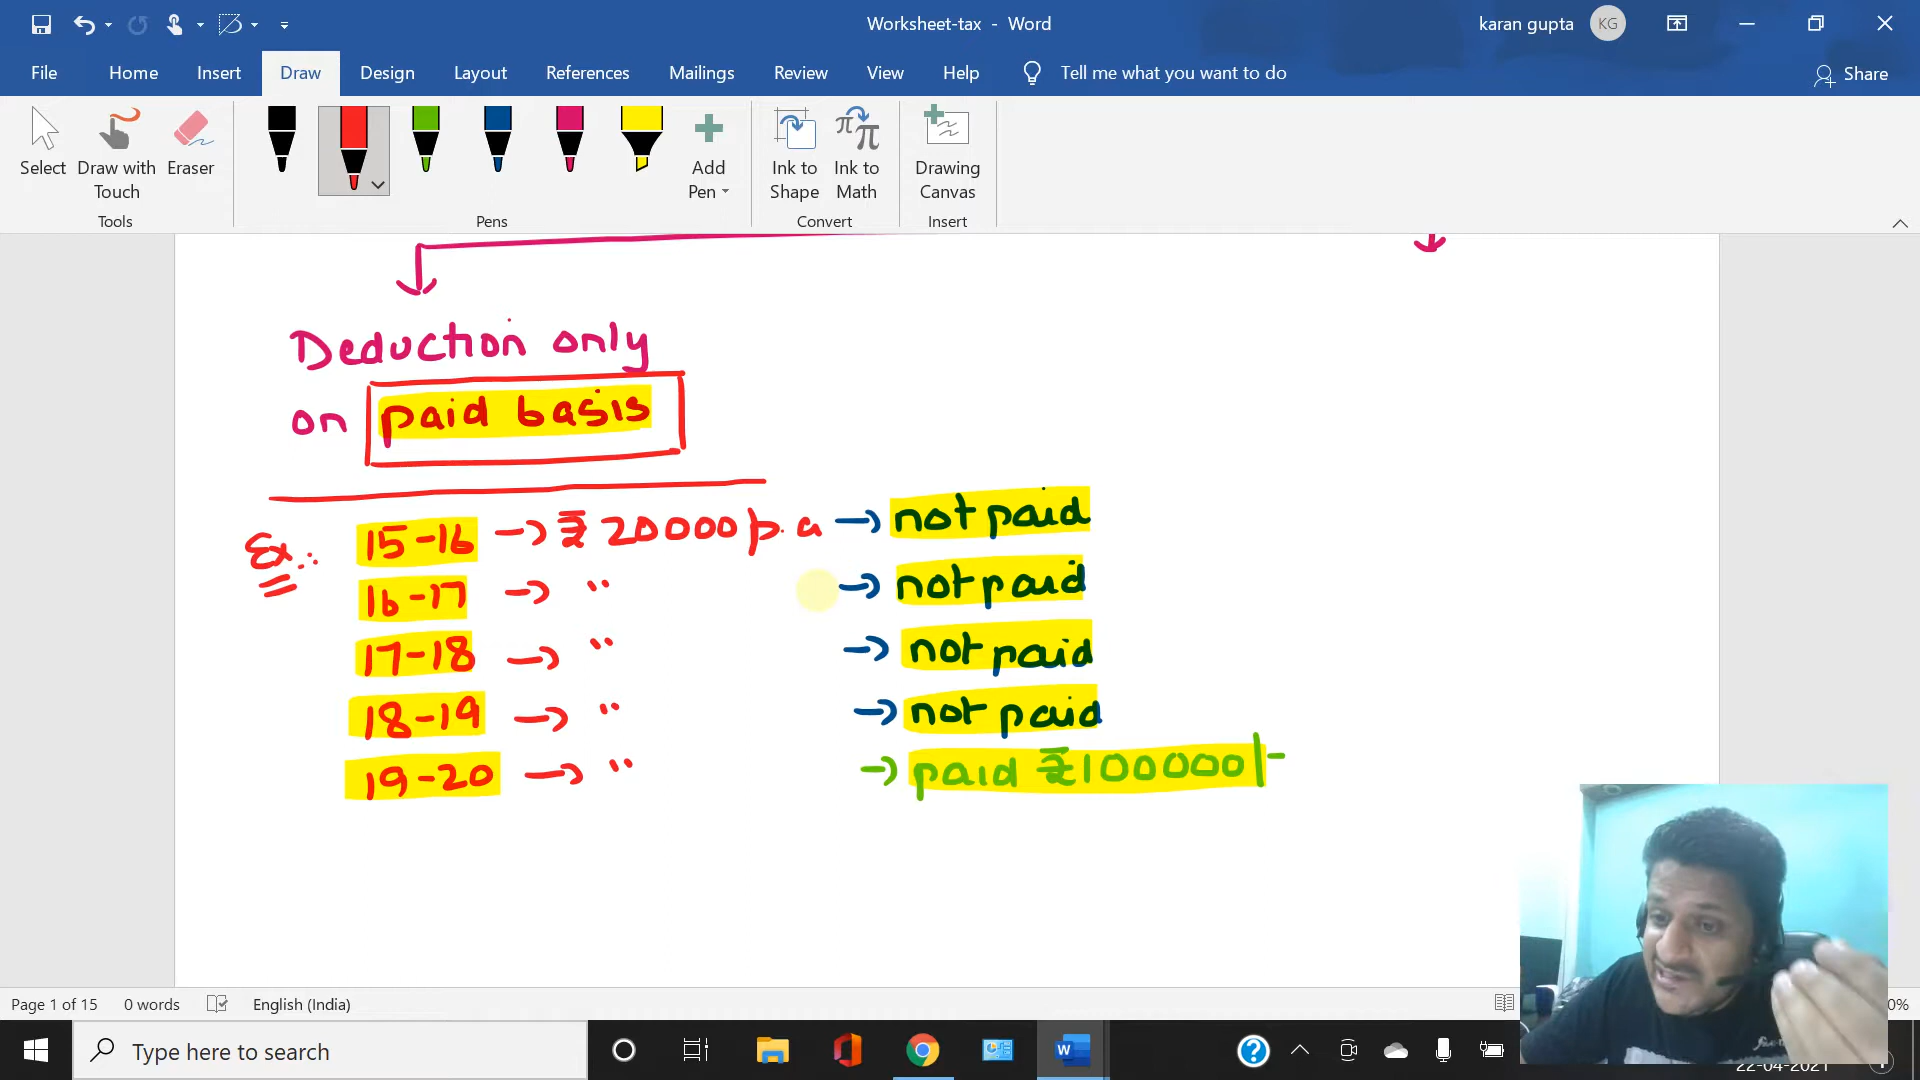 Worksheet-tax - Word
karan gupta
KG
File Home Insert Draw Design Layout References Mailings Review View Help Tell me what you want to do Share
Select
Draw with Touch
Eraser
Add Pen
Ink to Shape
Ink to Math
Drawing Canvas
Tools
Pens
Convert
Insert
Deduction only
on paid basis
Ex.: 15-16 → ₹ 20000 p.a → not paid
16-17 → " → not paid
17-18 → " → not paid
18-19 → " → not paid
19-20 → " → paid ₹100000/-
Page 1 of 15 0 words English (India)
Type here to search
22-04-2021